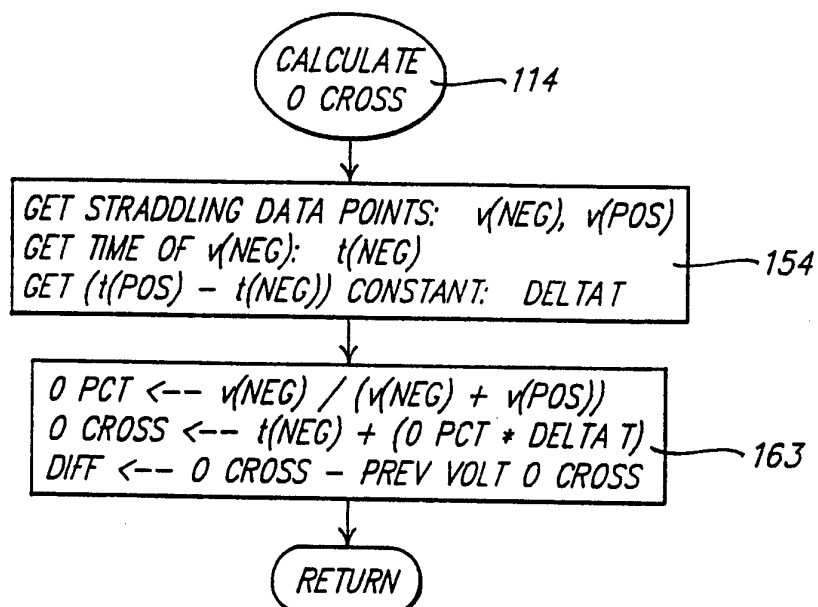 CALCULATE
0 CROSS
114
GET STRADDLING DATA POINTS: v(NEG), v(POS)
GET TIME OF v(NEG): t(NEG)
GET (t(POS) - t(NEG)) CONSTANT: DELTA T
154
0 PCT <-- v(NEG) / (v(NEG) + v(POS))
0 CROSS <-- t(NEG) + (0 PCT * DELTA T)
DIFF <-- 0 CROSS - PREV VOLT 0 CROSS
163
RETURN